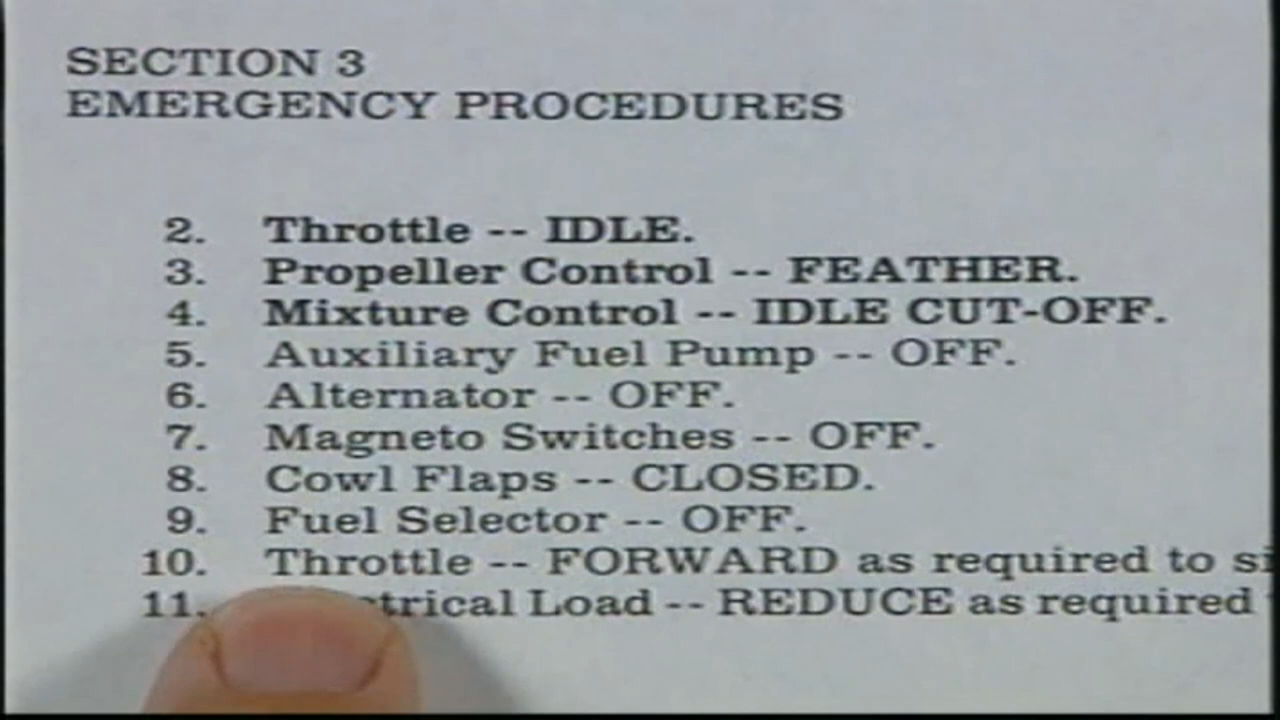 SECTION 3
EMERGENCY PROCEDURES
2. Throttle -- IDLE.
3. Propeller Control -- FEATHER.
4. Mixture Control -- IDLE CUT-OFF.
5. Auxiliary Fuel Pump -- OFF.
6. Alternator -- OFF.
7. Magneto Switches -- OFF.
8. Cowl Flaps -- CLOSED.
9. Fuel Selector -- OFF.
10. Throttle -- FORWARD as required to
11. Load -- REDUCE as required